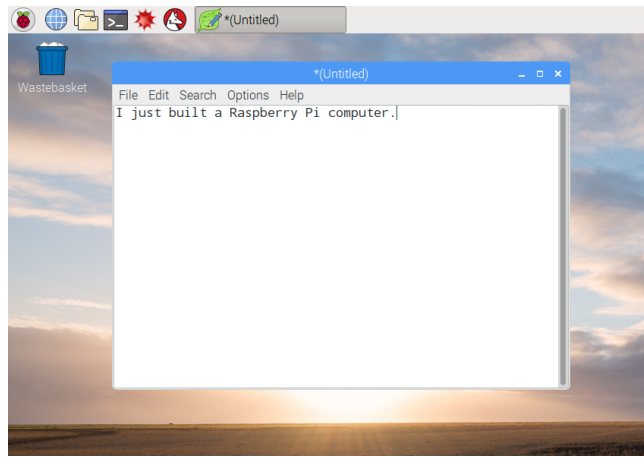 *(Untitled)
Wastebasket
*(Untitled)
File Edit Search Options Help
I just built a Raspberry Pi computer.